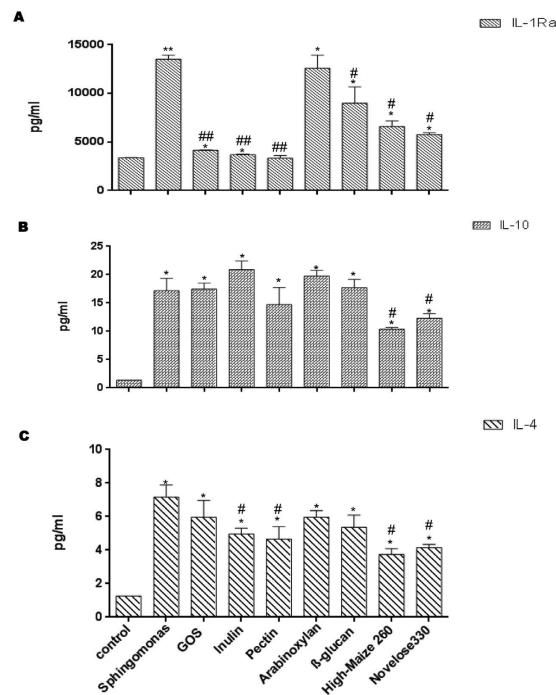 A
IL-1Ra
pg/ml
15000
10000
5000
0
**
##
*
##
*
##
*
#
*
#
*
#
*
B
IL-10
pg/ml
25
20
15
10
5
0
*
*
*
*
*
*
#
*
#
*
C
IL-4
pg/ml
8
6
4
2
0
*
*
#
*
#
*
*
*
#
*
#
*
control
Sphingomonas
GOS
Inulin
Pectin
Arabinoxylan
ß-glucan
High-Maize 260
Novelose330